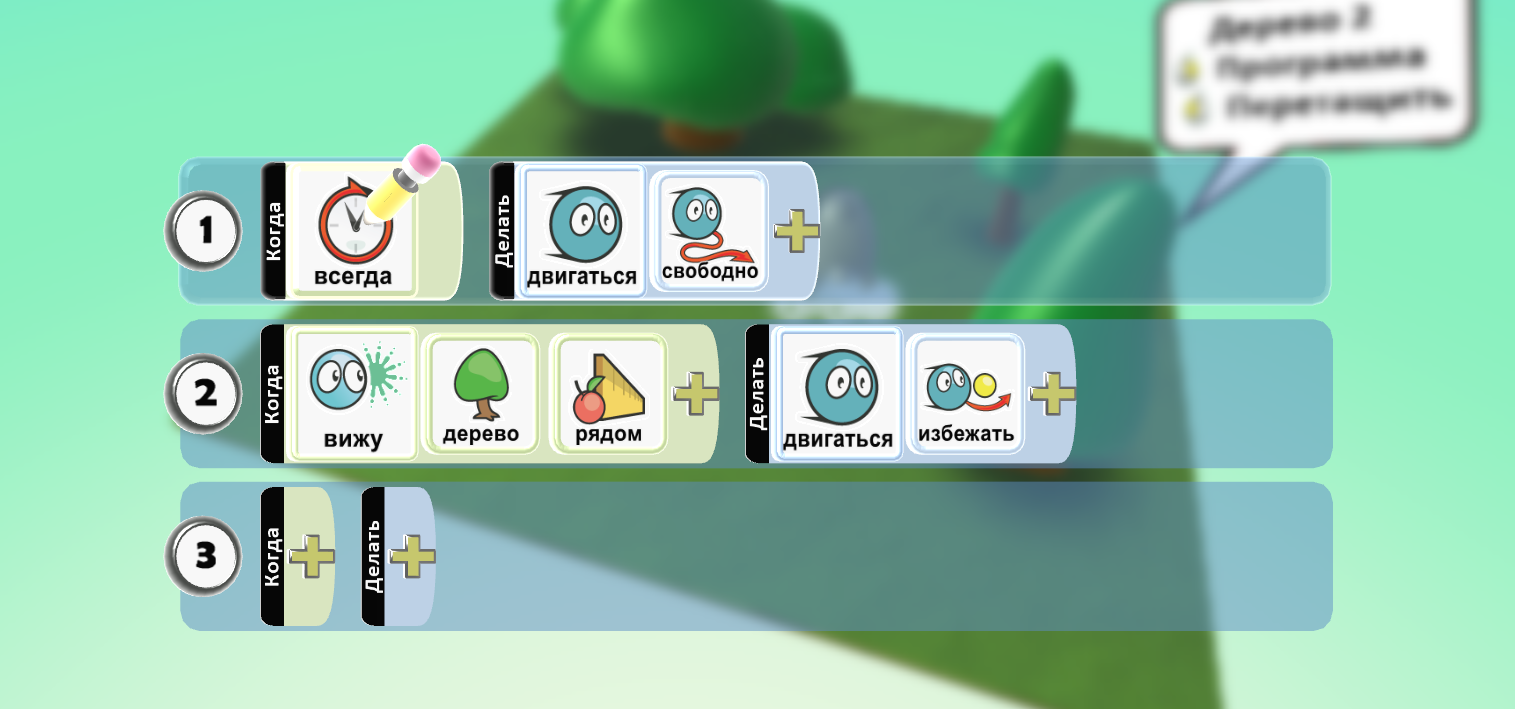 Дерево 2
Программа
Перетащить
1 Когда всегда Делать двигаться свободно
2 Когда вижу дерево рядом Делать двигаться избежать
3 Когда Делать